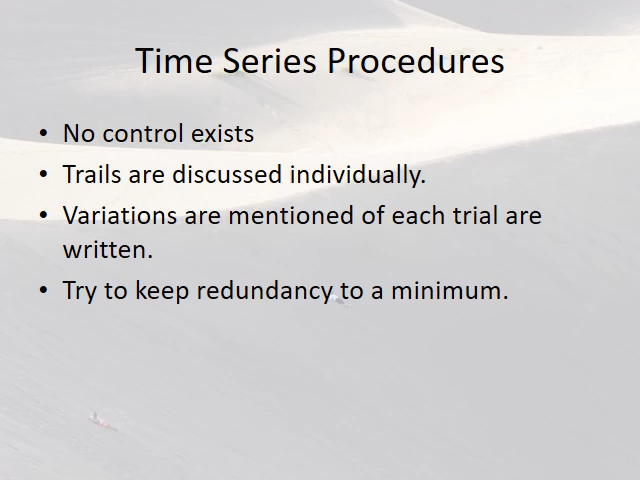 Time Series Procedures
• No control exists
• Trails are discussed individually.
• Variations are mentioned of each trial are
written.
• Try to keep redundancy to a minimum.